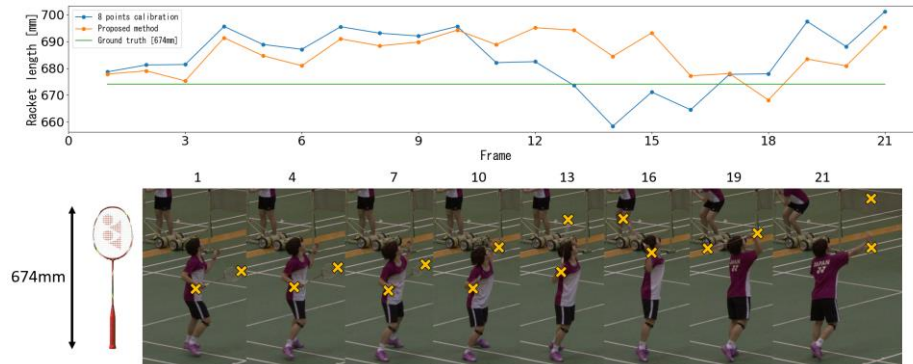 8 points calibration
Proposed method
Ground truth [674mm]
Racket length [mm]
700
690
680
670
660
0 3 6 9 12 15 18 21
Frame
1 4 7 10 13 16 19 21
674mm